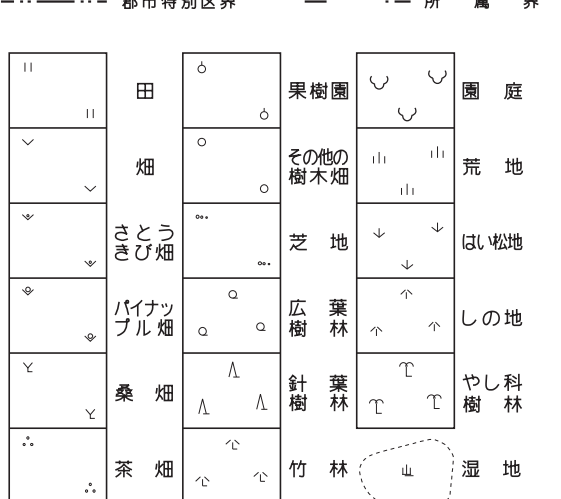 郡市特別区界
所属界
田
畑
さとう
きび畑
パイナッ
プル畑
桑畑
茶畑
果樹園
その他の
樹木畑
芝地
広葉
樹林
針葉
樹林
竹林
園庭
荒地
はい松地
しの地
やし科
樹林
湿地